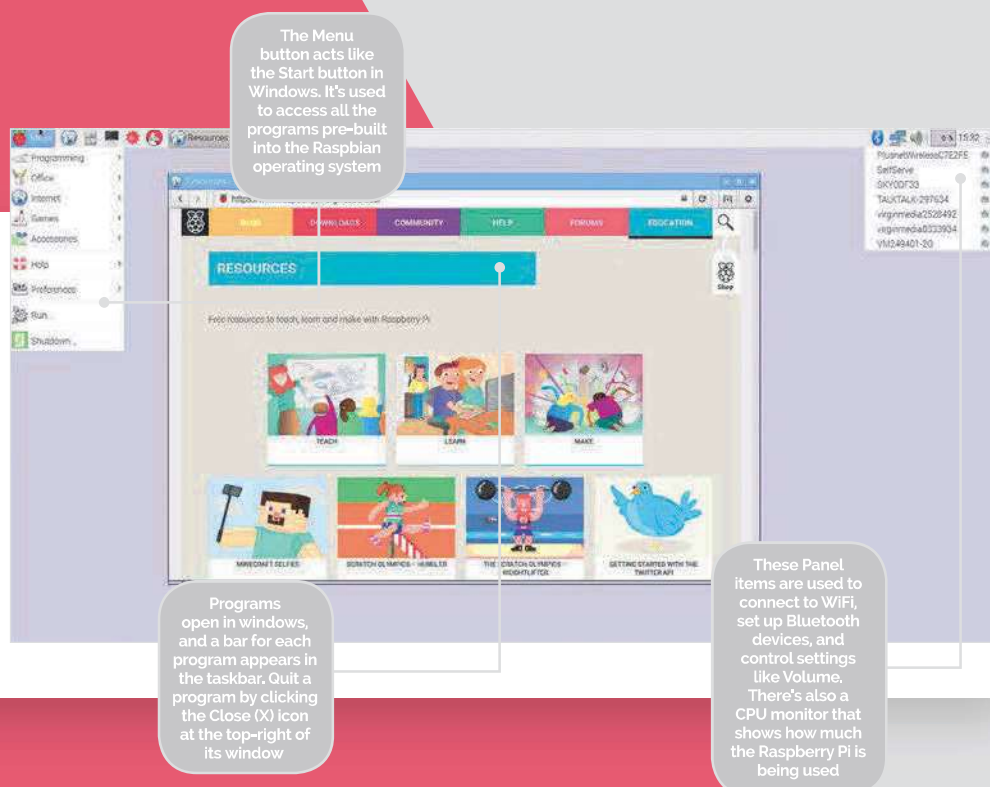 The Menu
button acts like
the Start button in
Windows. It's used
to access all the
programs pre-built
into the Raspbian
operating system
Resources
15:32
Programming
Office
Internet
Games
Accessories
Help
Preferences
Run...
Shutdown...
PlusnetWirelessC7E2FE
SelfServe
SKY0DF33
TALKTALK-297634
virginmedia2528492
virginmedia0333934
VM249401-2G
BLOG
DOWNLOADS
COMMUNITY
HELP
FORUMS
EDUCATION
RESOURCES
Shop
Free resources to teach, learn and make with Raspberry Pi
TEACH
LEARN
MAKE
MINECRAFT SELFIES
SCRATCH OLYMPICS - HURDLES
THE SCRATCH OLYMPICS -
WEIGHTLIFTER
GETTING STARTED WITH THE
TWITTER API
Programs
open in windows,
and a bar for each
program appears in
the taskbar. Quit a
program by clicking
the Close (X) icon
at the top-right of
its window
These Panel
items are used to
connect to WiFi,
set up Bluetooth
devices, and
control settings
like Volume.
There's also a
CPU monitor that
shows how much
the Raspberry Pi is
being used